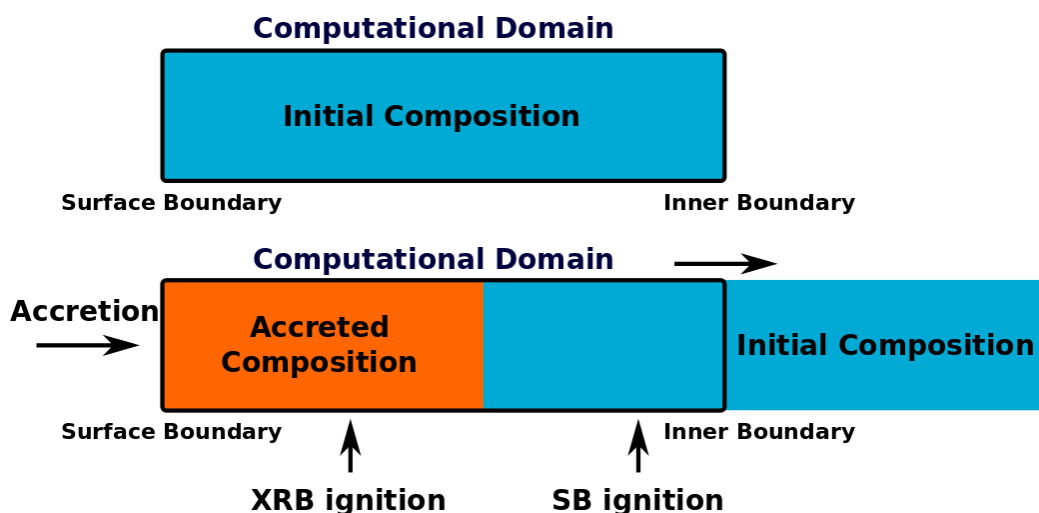 Computational Domain
Initial Composition
Surface Boundary
Inner Boundary
Computational Domain
Accretion
Accreted
Composition
Initial Composition
Surface Boundary
Inner Boundary
XRB ignition
SB ignition